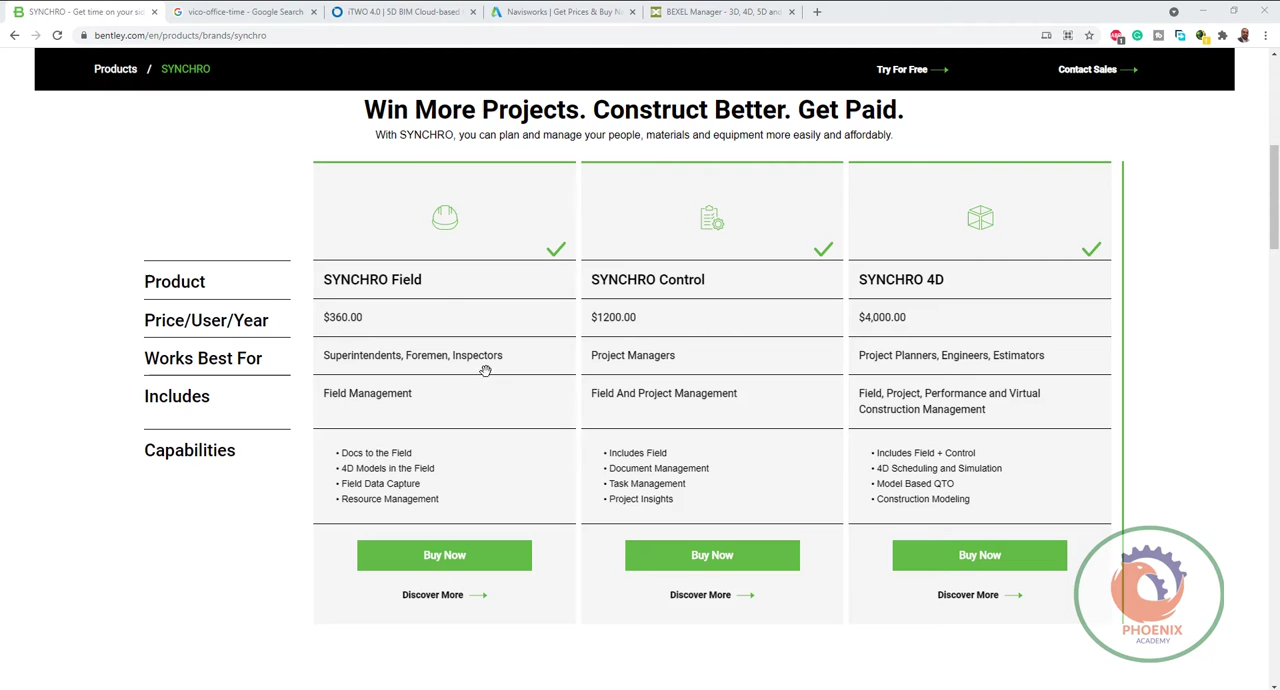 SYNCHRO - Get time on your sid
vico-office-time - Google Search
iTWO 4.0 | 5D BIM Cloud-based
Navisworks | Get Prices & Buy N
BEXEL Manager - 3D, 4D, 5D and
bentley.com/en/products/brands/synchro
Products / SYNCHRO
Try For Free
Contact Sales
Win More Projects. Construct Better. Get Paid.
With SYNCHRO, you can plan and manage your people, materials and equipment more easily and affordably.
Product
SYNCHRO Field
SYNCHRO Control
SYNCHRO 4D
Price/User/Year
$360.00
$1200.00
$4,000.00
Works Best For
Superintendents, Foremen, Inspectors
Project Managers
Project Planners, Engineers, Estimators
Includes
Field Management
Field And Project Management
Field, Project, Performance and Virtual
Construction Management
Capabilities
• Docs to the Field
• 4D Models in the Field
• Field Data Capture
• Resource Management
• Includes Field
• Document Management
• Task Management
• Project Insights
• Includes Field + Control
• 4D Scheduling and Simulation
• Model Based QTO
• Construction Modeling
Buy Now
Buy Now
Buy Now
Discover More
Discover More
Discover More
PHOENIX
ACADEMY